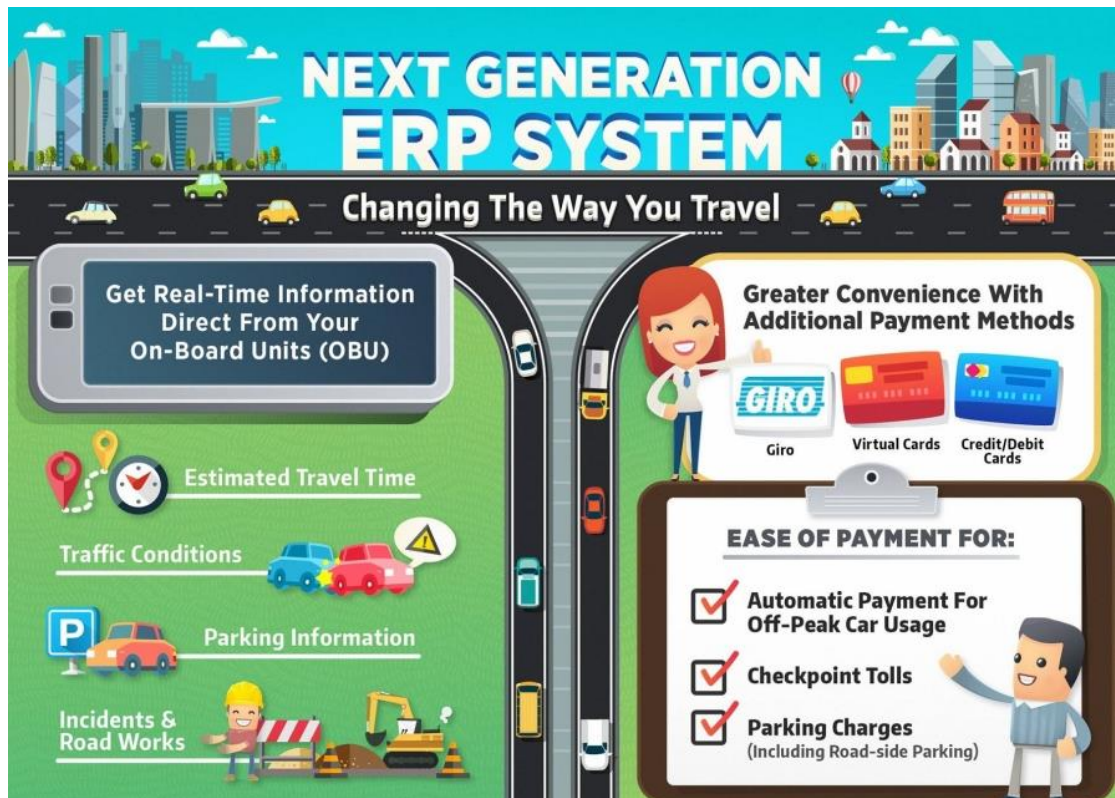 NEXT GENERATION
ERP SYSTEM
Changing The Way You Travel
Get Real-Time Information
Direct From Your
On-Board Units (OBU)
Estimated Travel Time
Traffic Conditions
P
Parking Information
Incidents &
Road Works
Greater Convenience With
Additional Payment Methods
GIRO
Giro
Virtual Cards
Credit/Debit
Cards
EASE OF PAYMENT FOR:
Automatic Payment For
Off-Peak Car Usage
Checkpoint Tolls
Parking Charges
(Including Road-side Parking)